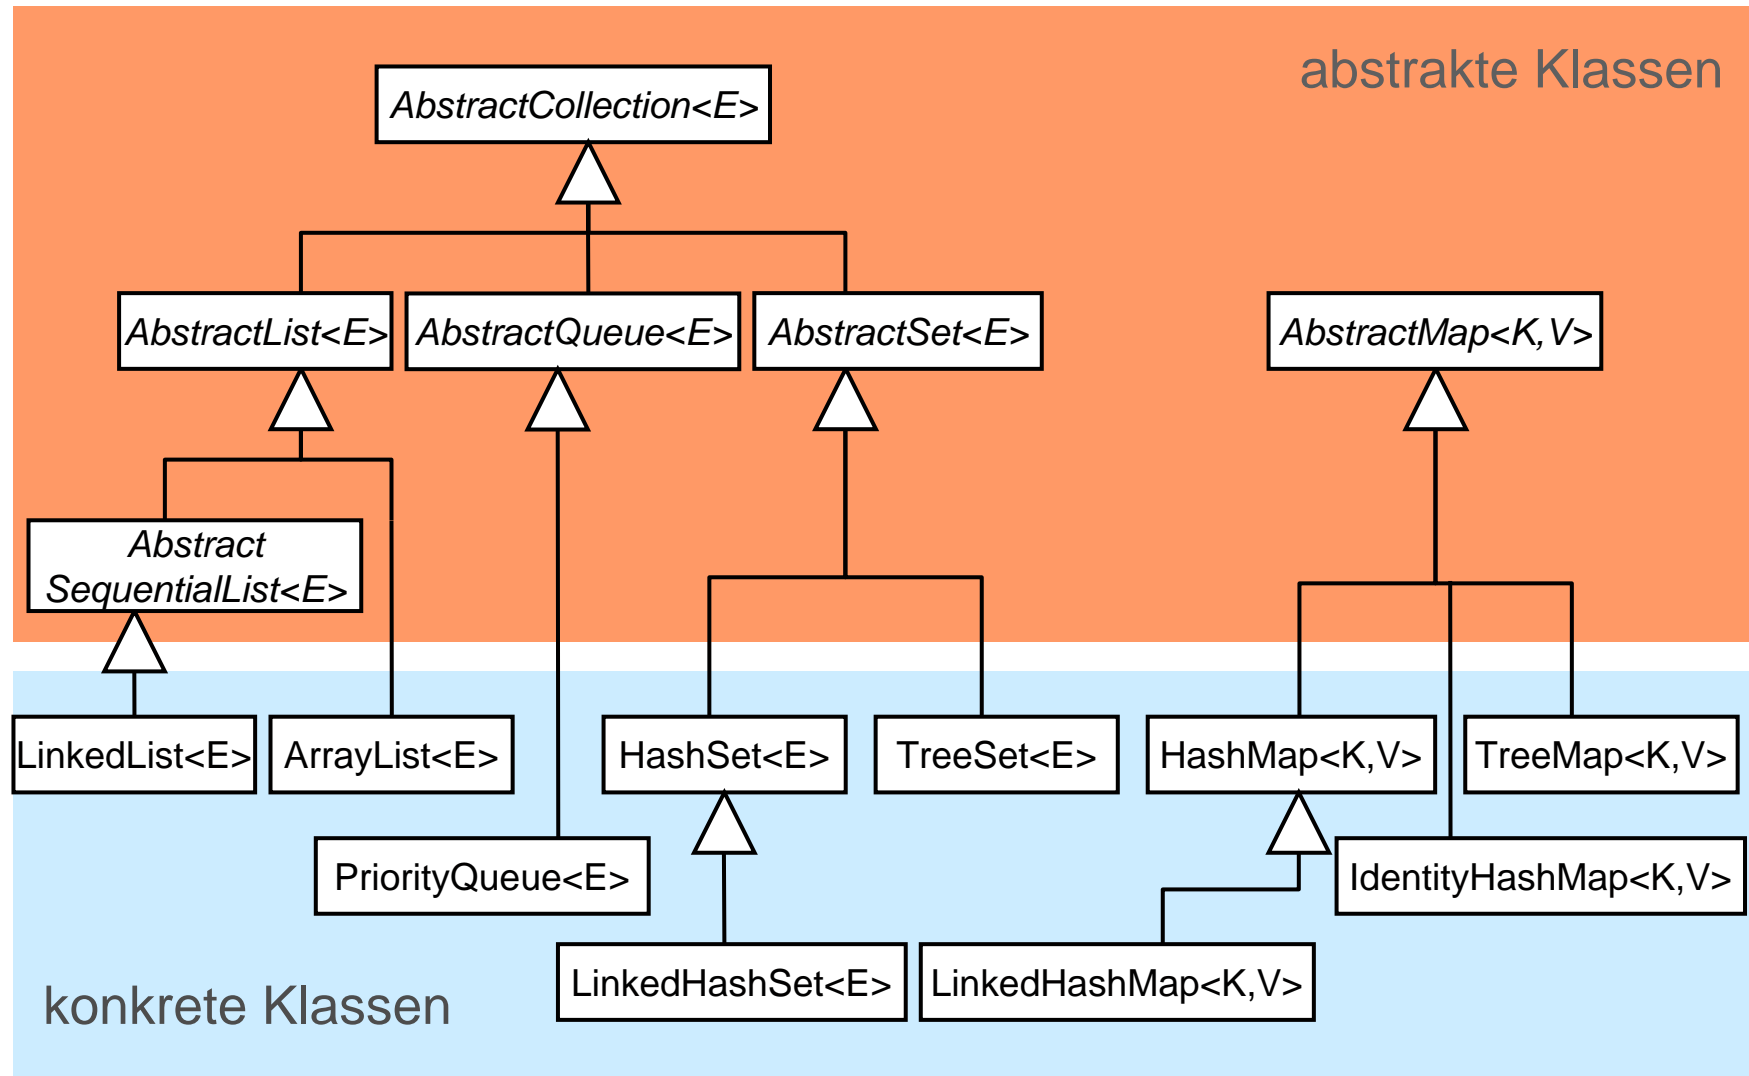 abstrakte Klassen
AbstractCollection<E>
AbstractList<E>
AbstractQueue<E>
AbstractSet<E>
AbstractMap<K,V>
Abstract
SequentialList<E>
LinkedList<E>
ArrayList<E>
HashSet<E>
TreeSet<E>
HashMap<K,V>
TreeMap<K,V>
PriorityQueue<E>
IdentityHashMap<K,V>
LinkedHashSet<E>
LinkedHashMap<K,V>
konkrete Klassen